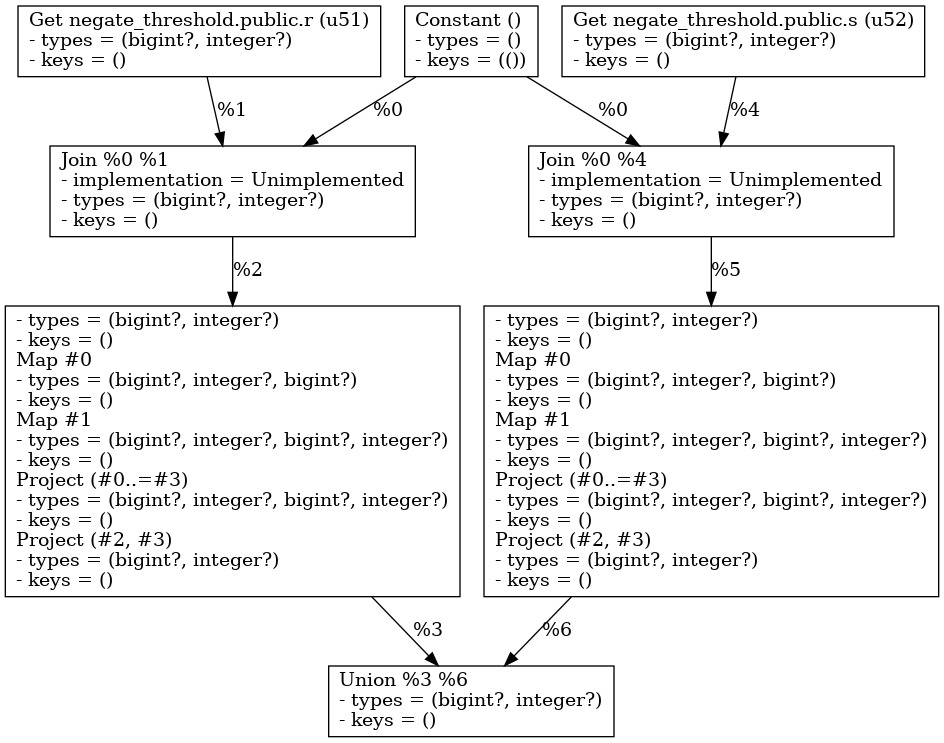 Get negate_threshold.public.r (u51)
- types = (bigint?, integer?)
- keys = ()
Constant ()
- types = ()
- keys = (())
Get negate_threshold.public.s (u52)
- types = (bigint?, integer?)
- keys = ()
%1
%0
%0
%4
Join %0 %1
- implementation = Unimplemented
- types = (bigint?, integer?)
- keys = ()
Join %0 %4
- implementation = Unimplemented
- types = (bigint?, integer?)
- keys = ()
%2
%5
- types = (bigint?, integer?)
- keys = ()
Map #0
- types = (bigint?, integer?, bigint?)
- keys = ()
Map #1
- types = (bigint?, integer?, bigint?, integer?)
- keys = ()
Project (#0..=#3)
- types = (bigint?, integer?, bigint?, integer?)
- keys = ()
Project (#2, #3)
- types = (bigint?, integer?)
- keys = ()
- types = (bigint?, integer?)
- keys = ()
Map #0
- types = (bigint?, integer?, bigint?)
- keys = ()
Map #1
- types = (bigint?, integer?, bigint?, integer?)
- keys = ()
Project (#0..=#3)
- types = (bigint?, integer?, bigint?, integer?)
- keys = ()
Project (#2, #3)
- types = (bigint?, integer?)
- keys = ()
%3
%6
Union %3 %6
- types = (bigint?, integer?)
- keys = ()